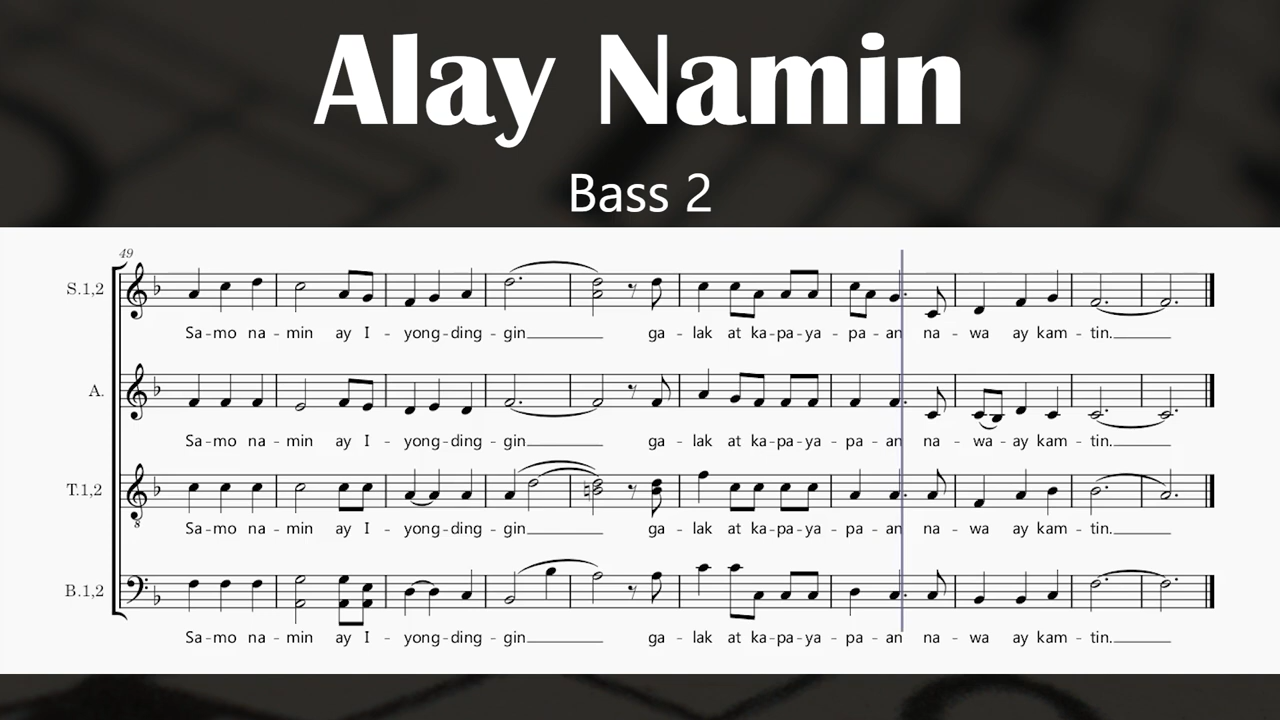 Alay Namin
Bass 2
49
S.1,2
Sa-mo na-min ay I-yong-ding-gin ga-lak at ka-pa-ya-pa-an na-wa ay kam-tin.
A.
Sa-mo na-min ay I-yong-ding-gin ga-lak at ka-pa-ya-pa-an na-wa-ay kam-tin.
T.1,2
8
Sa-mo na-min ay I-yong-ding-gin ga-lak at ka-pa-ya-pa-an na-wa ay kam-tin.
B.1,2
Sa-mo na-min ay I-yong-ding-gin ga-lak at ka-pa-ya-pa-an na-wa ay kam-tin.